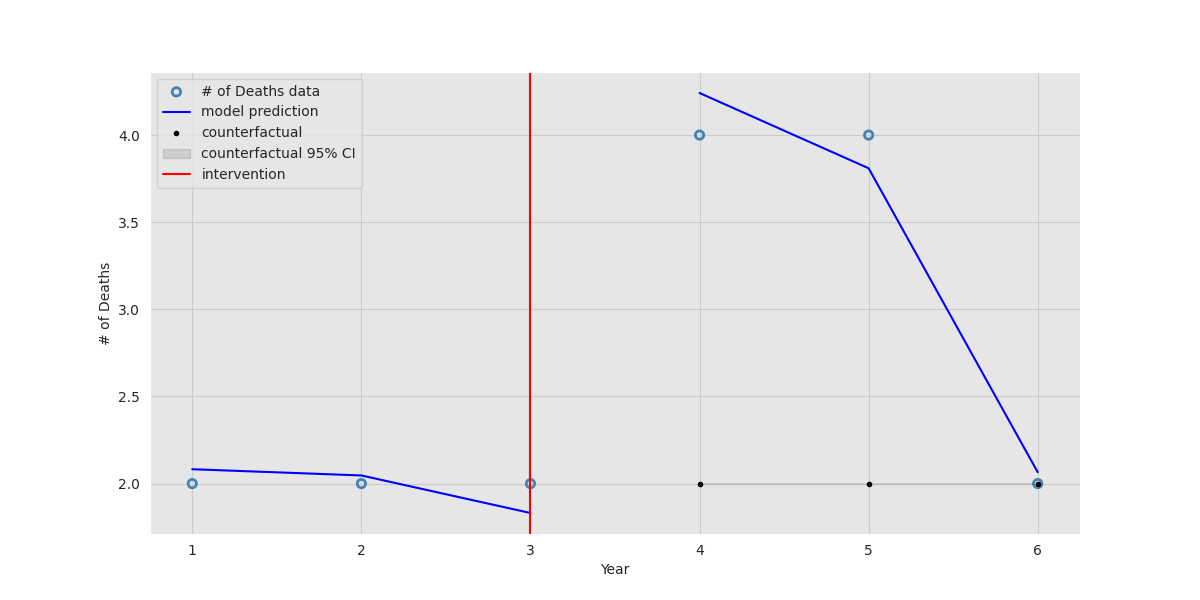 # of Deaths data
model prediction
counterfactual
counterfactual 95% CI
intervention
4.0
3.5
3.0
2.5
2.0
# of Deaths
1 2 3 4 5 6
Year